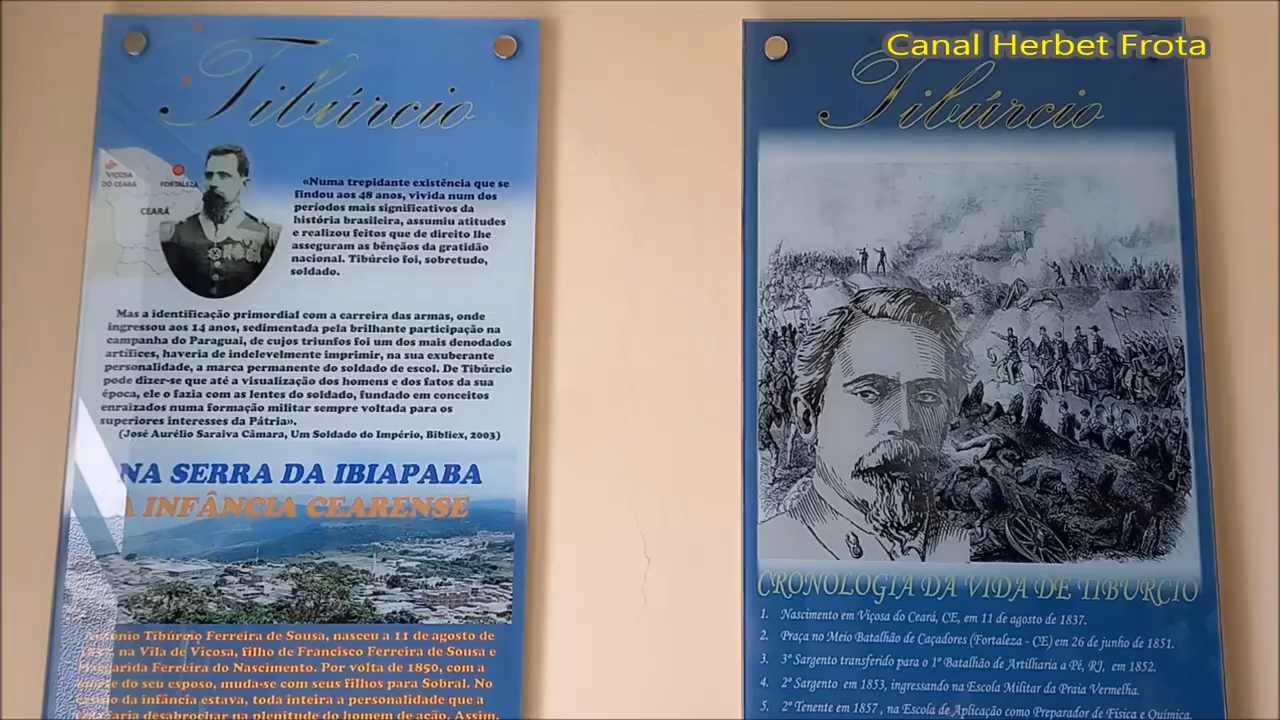 Canal Herbet Frota
Tibúrcio
VIÇOSA
DO CEARÁ
FORTALEZA
CEARÁ
«Numa trepidante existência que se
findou aos 48 anos, vivida num dos
períodos mais significativos da
história brasileira, assumiu atitudes
e realizou feitos que de direito lhe
asseguram as bênçãos da gratidão
nacional. Tibúrcio foi, sobretudo,
soldado.
Mas a identificação primordial com a carreira das armas, onde
ingressou aos 14 anos, sedimentada pela brilhante participação na
campanha do Paraguai, de cujos triunfos foi um dos mais denodados
artífices, haveria de indelevelmente imprimir, na sua exuberante
personalidade, a marca permanente do soldado de escol. De Tibúrcio
pode dizer-se que até a visualização dos homens e dos fatos da sua
época, ele o fazia com as lentes do soldado, fundado em conceitos
enraizados numa formação militar sempre voltada para os
superiores interesses da Pátria».
(José Aurélio Saraiva Câmara, Um Soldado do Império, Bibliex, 2003)
NA SERRA DA IBIAPABA
A INFÂNCIA CEARENSE
Antonio Tibúrcio Ferreira de Sousa, nasceu a 11 de agosto de
na Vila de Viçosa, filho de Francisco Ferreira de Sousa e
Margarida Ferreira do Nascimento. Por volta de 1850, com a
morte do seu esposo, muda-se com seus filhos para Sobral. No
da infância estava, toda inteira a personalidade que a
desabrochar na plenitude do homem de ação. Assim,
Tibúrcio
CRONOLOGIA DA VIDA DE TIBURCIO
1. Nascimento em Viçosa do Ceará, CE, em 11 de agosto de 1837.
2. Praça no Meio Batalhão de Caçadores (Fortaleza - CE) em 26 de junho de 1851.
3. 3º Sargento transferido para o 1º Batalhão de Artilharia a Pé, RJ, em 1852.
4. 2º Sargento em 1853, ingressando na Escola Militar da Praia Vermelha.
5. 2º Tenente em 1857 , na Escola de Aplicação como Preparador de Física e Química.